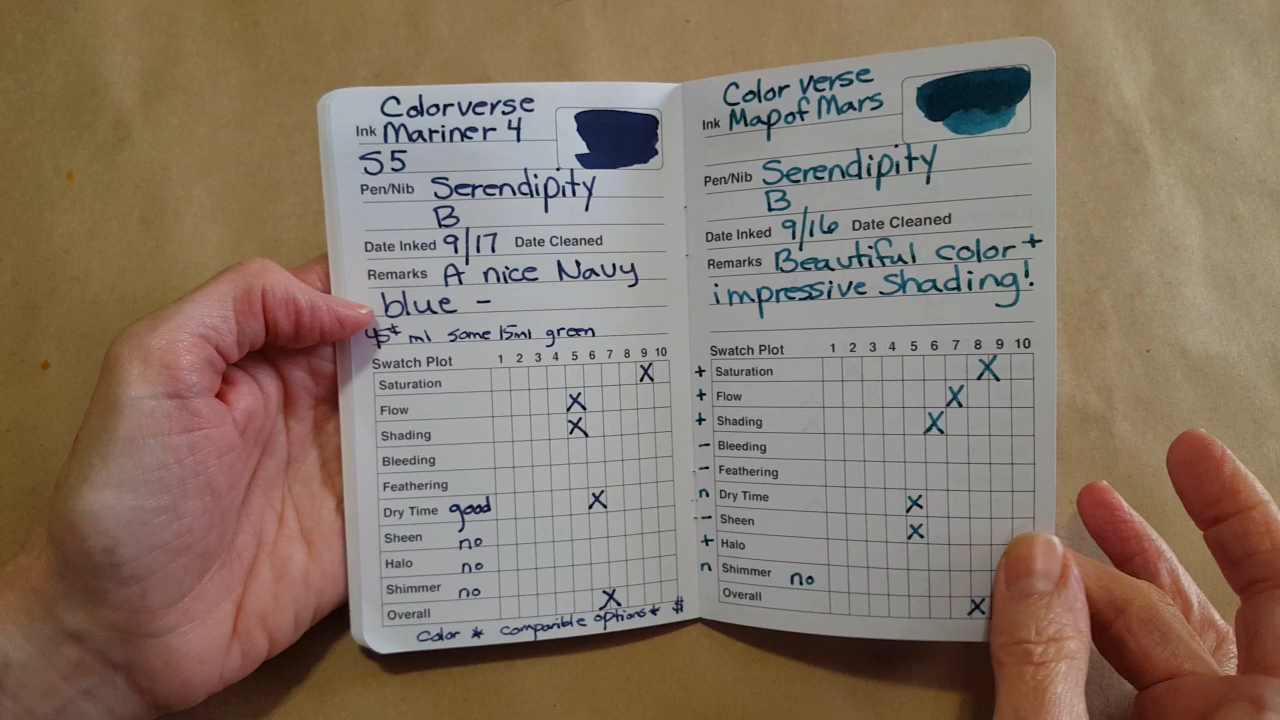 Colorverse
Ink Mariner 4
S5
Pen/Nib Serendipity
B
Date Inked 9/17 Date Cleaned
Remarks A nice Navy
blue -
45¢ ml some 15ml green
Swatch Plot 1 2 3 4 5 6 7 8 9 10
Saturation X
Flow X
Shading X
Bleeding
Feathering
Dry Time good X
Sheen no
Halo no
Shimmer no
Overall X
Color * comparible options * $
Color verse
Ink Map of Mars
Pen/Nib Serendipity
B
Date Inked 9/16 Date Cleaned
Remarks Beautiful color +
impressive shading!
Swatch Plot 1 2 3 4 5 6 7 8 9 10
+ Saturation X
+ Flow X
+ Shading X
- Bleeding
- Feathering
n Dry Time X
- Sheen X
+ Halo
n Shimmer no
Overall X